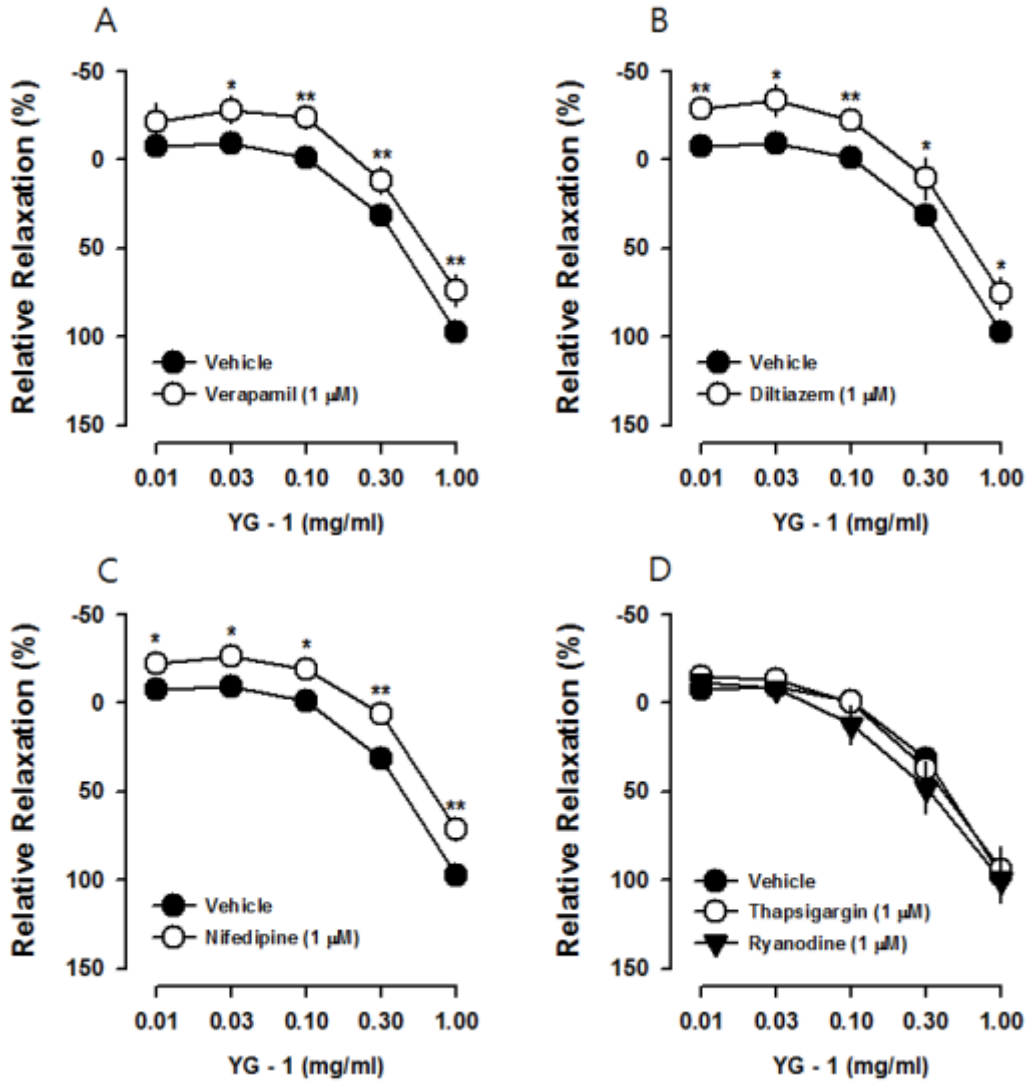 A
Relative Relaxation (%)
-50
0
50
100
150
*
**
**
**
Vehicle
Verapamil (1 µM)
0.01 0.03 0.10 0.30 1.00
YG - 1 (mg/ml)
B
Relative Relaxation (%)
-50
0
50
100
150
**
*
**
*
*
Vehicle
Diltiazem (1 µM)
0.01 0.03 0.10 0.30 1.00
YG - 1 (mg/ml)
C
Relative Relaxation (%)
-50
0
50
100
150
*
*
*
**
**
Vehicle
Nifedipine (1 µM)
0.01 0.03 0.10 0.30 1.00
YG - 1 (mg/ml)
D
Relative Relaxation (%)
-50
0
50
100
150
Vehicle
Thapsigargin (1 µM)
Ryanodine (1 µM)
0.01 0.03 0.10 0.30 1.00
YG - 1 (mg/ml)